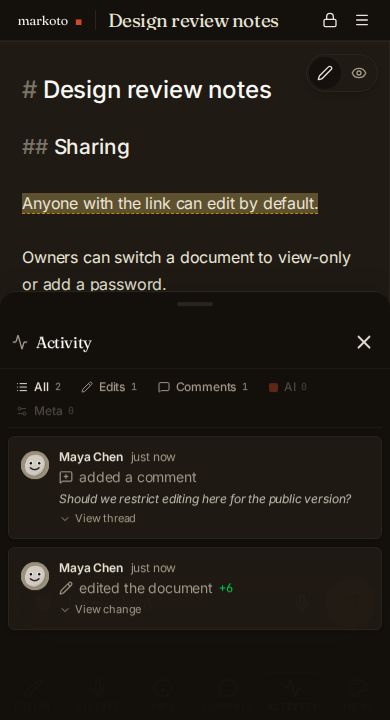 markoto
Design review notes
# Design review notes
## Sharing
Anyone with the link can edit by default.
Owners can switch a document to view-only
or add a password.
Activity
All 2 Edits 1 Comments 1 AI 0
Meta 0
Maya Chen just now
added a comment
Should we restrict editing here for the public version?
View thread
Maya Chen just now
edited the document +6
View change